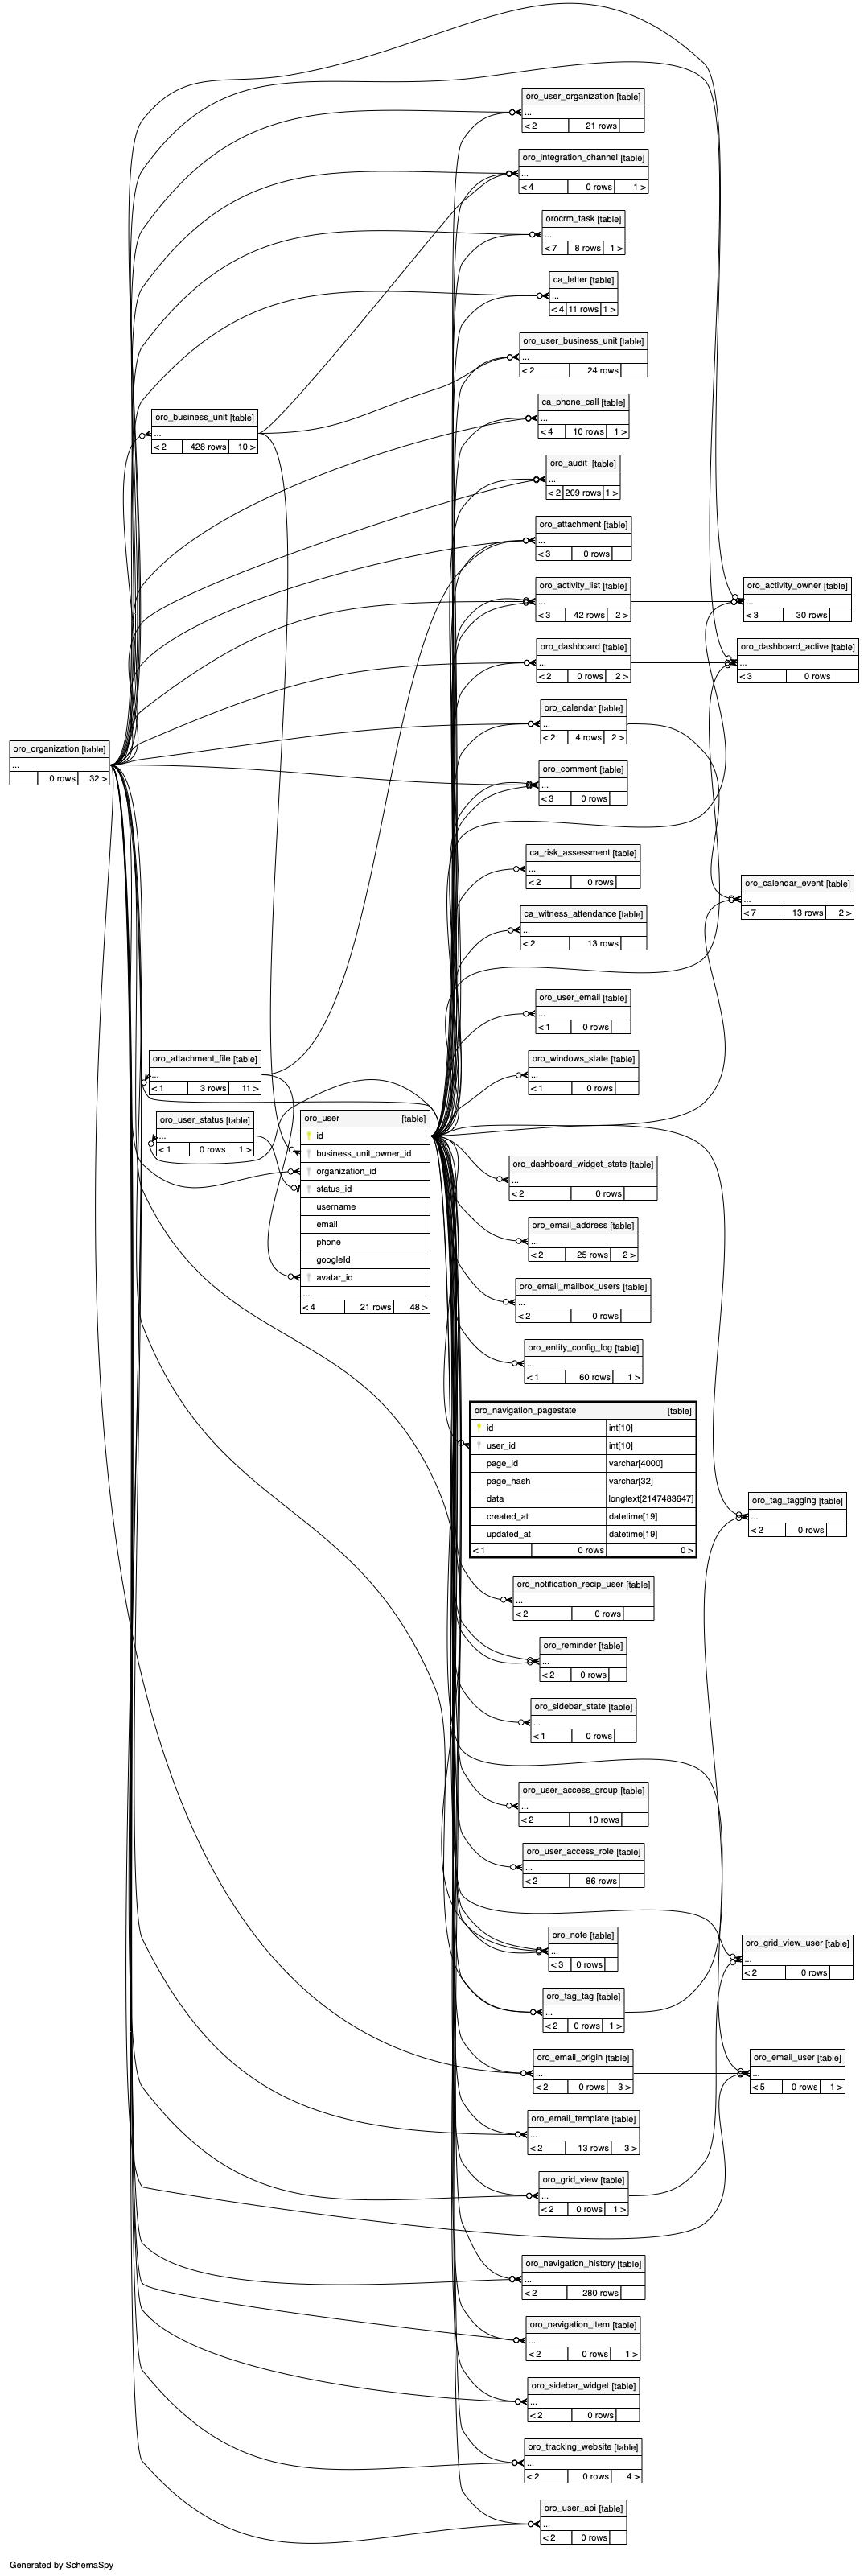 oro_user_organization [table]
...
< 2 21 rows
oro_integration_channel [table]
...
< 4 0 rows 1 >
orocrm_task [table]
...
< 7 8 rows 1 >
ca_letter [table]
...
< 4 11 rows 1 >
oro_user_business_unit [table]
...
< 2 24 rows
ca_phone_call [table]
...
< 4 10 rows 1 >
oro_business_unit [table]
...
< 2 428 rows 10 >
oro_audit [table]
...
< 2 209 rows 1 >
oro_attachment [table]
...
< 3 0 rows
oro_activity_list [table]
...
< 3 42 rows 2 >
oro_activity_owner [table]
...
< 3 30 rows
oro_dashboard [table]
...
< 2 0 rows 2 >
oro_dashboard_active [table]
...
< 3 0 rows
oro_calendar [table]
...
< 2 4 rows 2 >
oro_organization [table]
...
0 rows 32 >
oro_comment [table]
...
< 3 0 rows
ca_risk_assessment [table]
...
< 2 0 rows
oro_calendar_event [table]
...
< 7 13 rows 2 >
ca_witness_attendance [table]
...
< 2 13 rows
oro_user_email [table]
...
< 1 0 rows
oro_attachment_file [table]
...
< 1 3 rows 11 >
oro_windows_state [table]
...
< 1 0 rows
oro_user_status [table]
...
< 1 0 rows 1 >
oro_user [table]
id
business_unit_owner_id
organization_id
status_id
username
email
phone
googleId
avatar_id
...
< 4 21 rows 48 >
oro_dashboard_widget_state [table]
...
< 2 0 rows
oro_email_address [table]
...
< 2 25 rows 2 >
oro_email_mailbox_users [table]
...
< 2 0 rows
oro_entity_config_log [table]
...
< 1 60 rows 1 >
oro_navigation_pagestate [table]
id int[10]
user_id int[10]
page_id varchar[4000]
page_hash varchar[32]
data longtext[2147483647]
created_at datetime[19]
updated_at datetime[19]
< 1 0 rows 0 >
oro_tag_tagging [table]
...
< 2 0 rows
oro_notification_recip_user [table]
...
< 2 0 rows
oro_reminder [table]
...
< 2 0 rows
oro_sidebar_state [table]
...
< 1 0 rows
oro_user_access_group [table]
...
< 2 10 rows
oro_user_access_role [table]
...
< 2 86 rows
oro_note [table]
...
< 3 0 rows
oro_grid_view_user [table]
...
< 2 0 rows
oro_tag_tag [table]
...
< 2 0 rows 1 >
oro_email_origin [table]
...
< 2 0 rows 3 >
oro_email_user [table]
...
< 5 0 rows 1 >
oro_email_template [table]
...
< 2 13 rows 3 >
oro_grid_view [table]
...
< 2 0 rows 1 >
oro_navigation_history [table]
...
< 2 280 rows
oro_navigation_item [table]
...
< 2 0 rows 1 >
oro_sidebar_widget [table]
...
< 2 0 rows
oro_tracking_website [table]
...
< 2 0 rows 4 >
oro_user_api [table]
...
< 2 0 rows
Generated by SchemaSpy